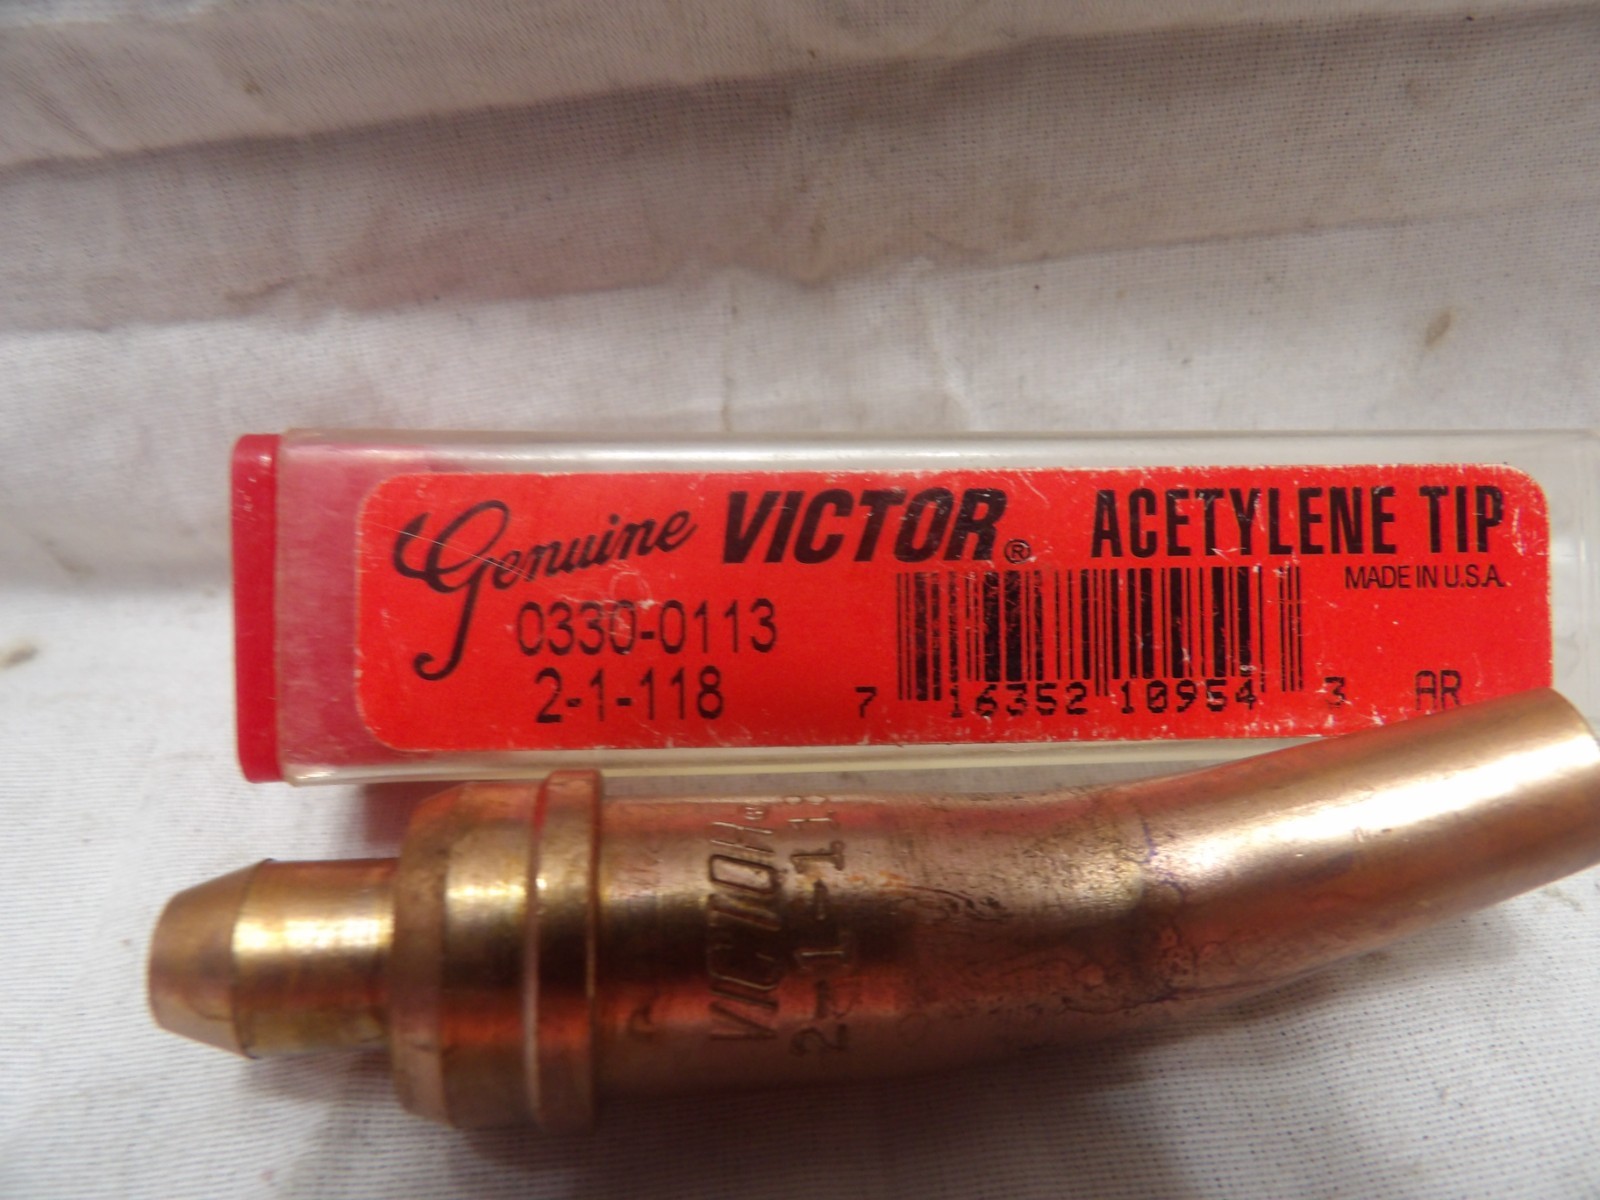 Genuine VICTOR® ACETYLENE TIP
MADE IN U.S.A.
0330-0113
2-1-118
7 16352 10954 3 AR
VICTOR
2-1-11